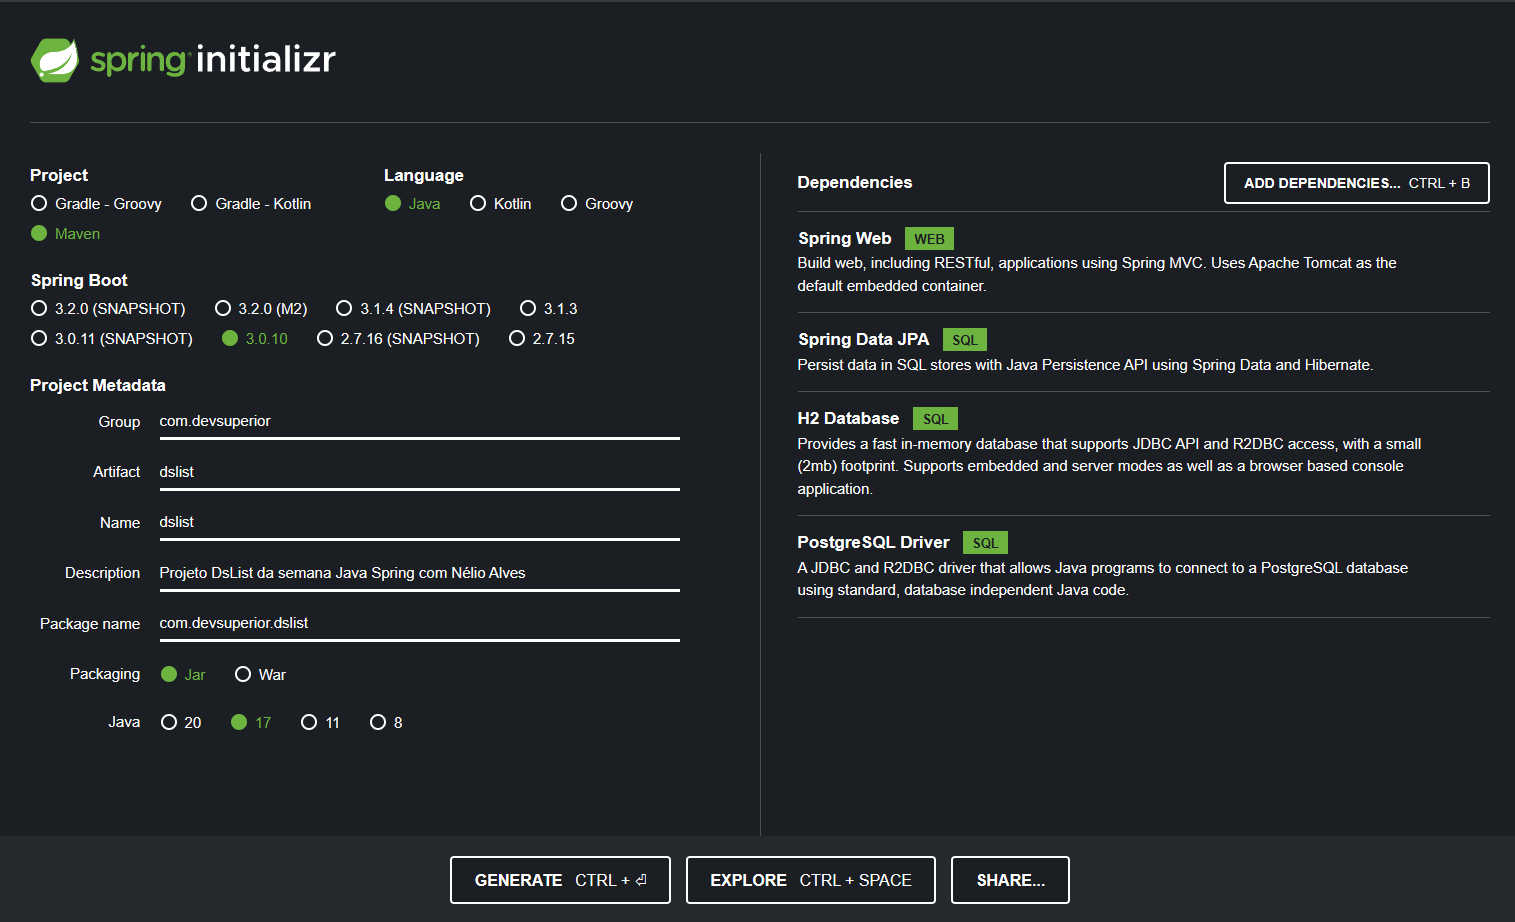 spring initializr
Project
Gradle - Groovy Gradle - Kotlin
Maven
Language
Java Kotlin Groovy
Spring Boot
3.2.0 (SNAPSHOT) 3.2.0 (M2) 3.1.4 (SNAPSHOT) 3.1.3
3.0.11 (SNAPSHOT) 3.0.10 2.7.16 (SNAPSHOT) 2.7.15
Project Metadata
Group com.devsuperior
Artifact dslist
Name dslist
Description Projeto DsList da semana Java Spring com Nélio Alves
Package name com.devsuperior.dslist
Packaging Jar War
Java 20 17 11 8
Dependencies ADD DEPENDENCIES... CTRL + B
Spring Web WEB
Build web, including RESTful, applications using Spring MVC. Uses Apache Tomcat as the
default embedded container.
Spring Data JPA SQL
Persist data in SQL stores with Java Persistence API using Spring Data and Hibernate.
H2 Database SQL
Provides a fast in-memory database that supports JDBC API and R2DBC access, with a small
(2mb) footprint. Supports embedded and server modes as well as a browser based console
application.
PostgreSQL Driver SQL
A JDBC and R2DBC driver that allows Java programs to connect to a PostgreSQL database
using standard, database independent Java code.
GENERATE CTRL + ⏎ EXPLORE CTRL + SPACE SHARE...